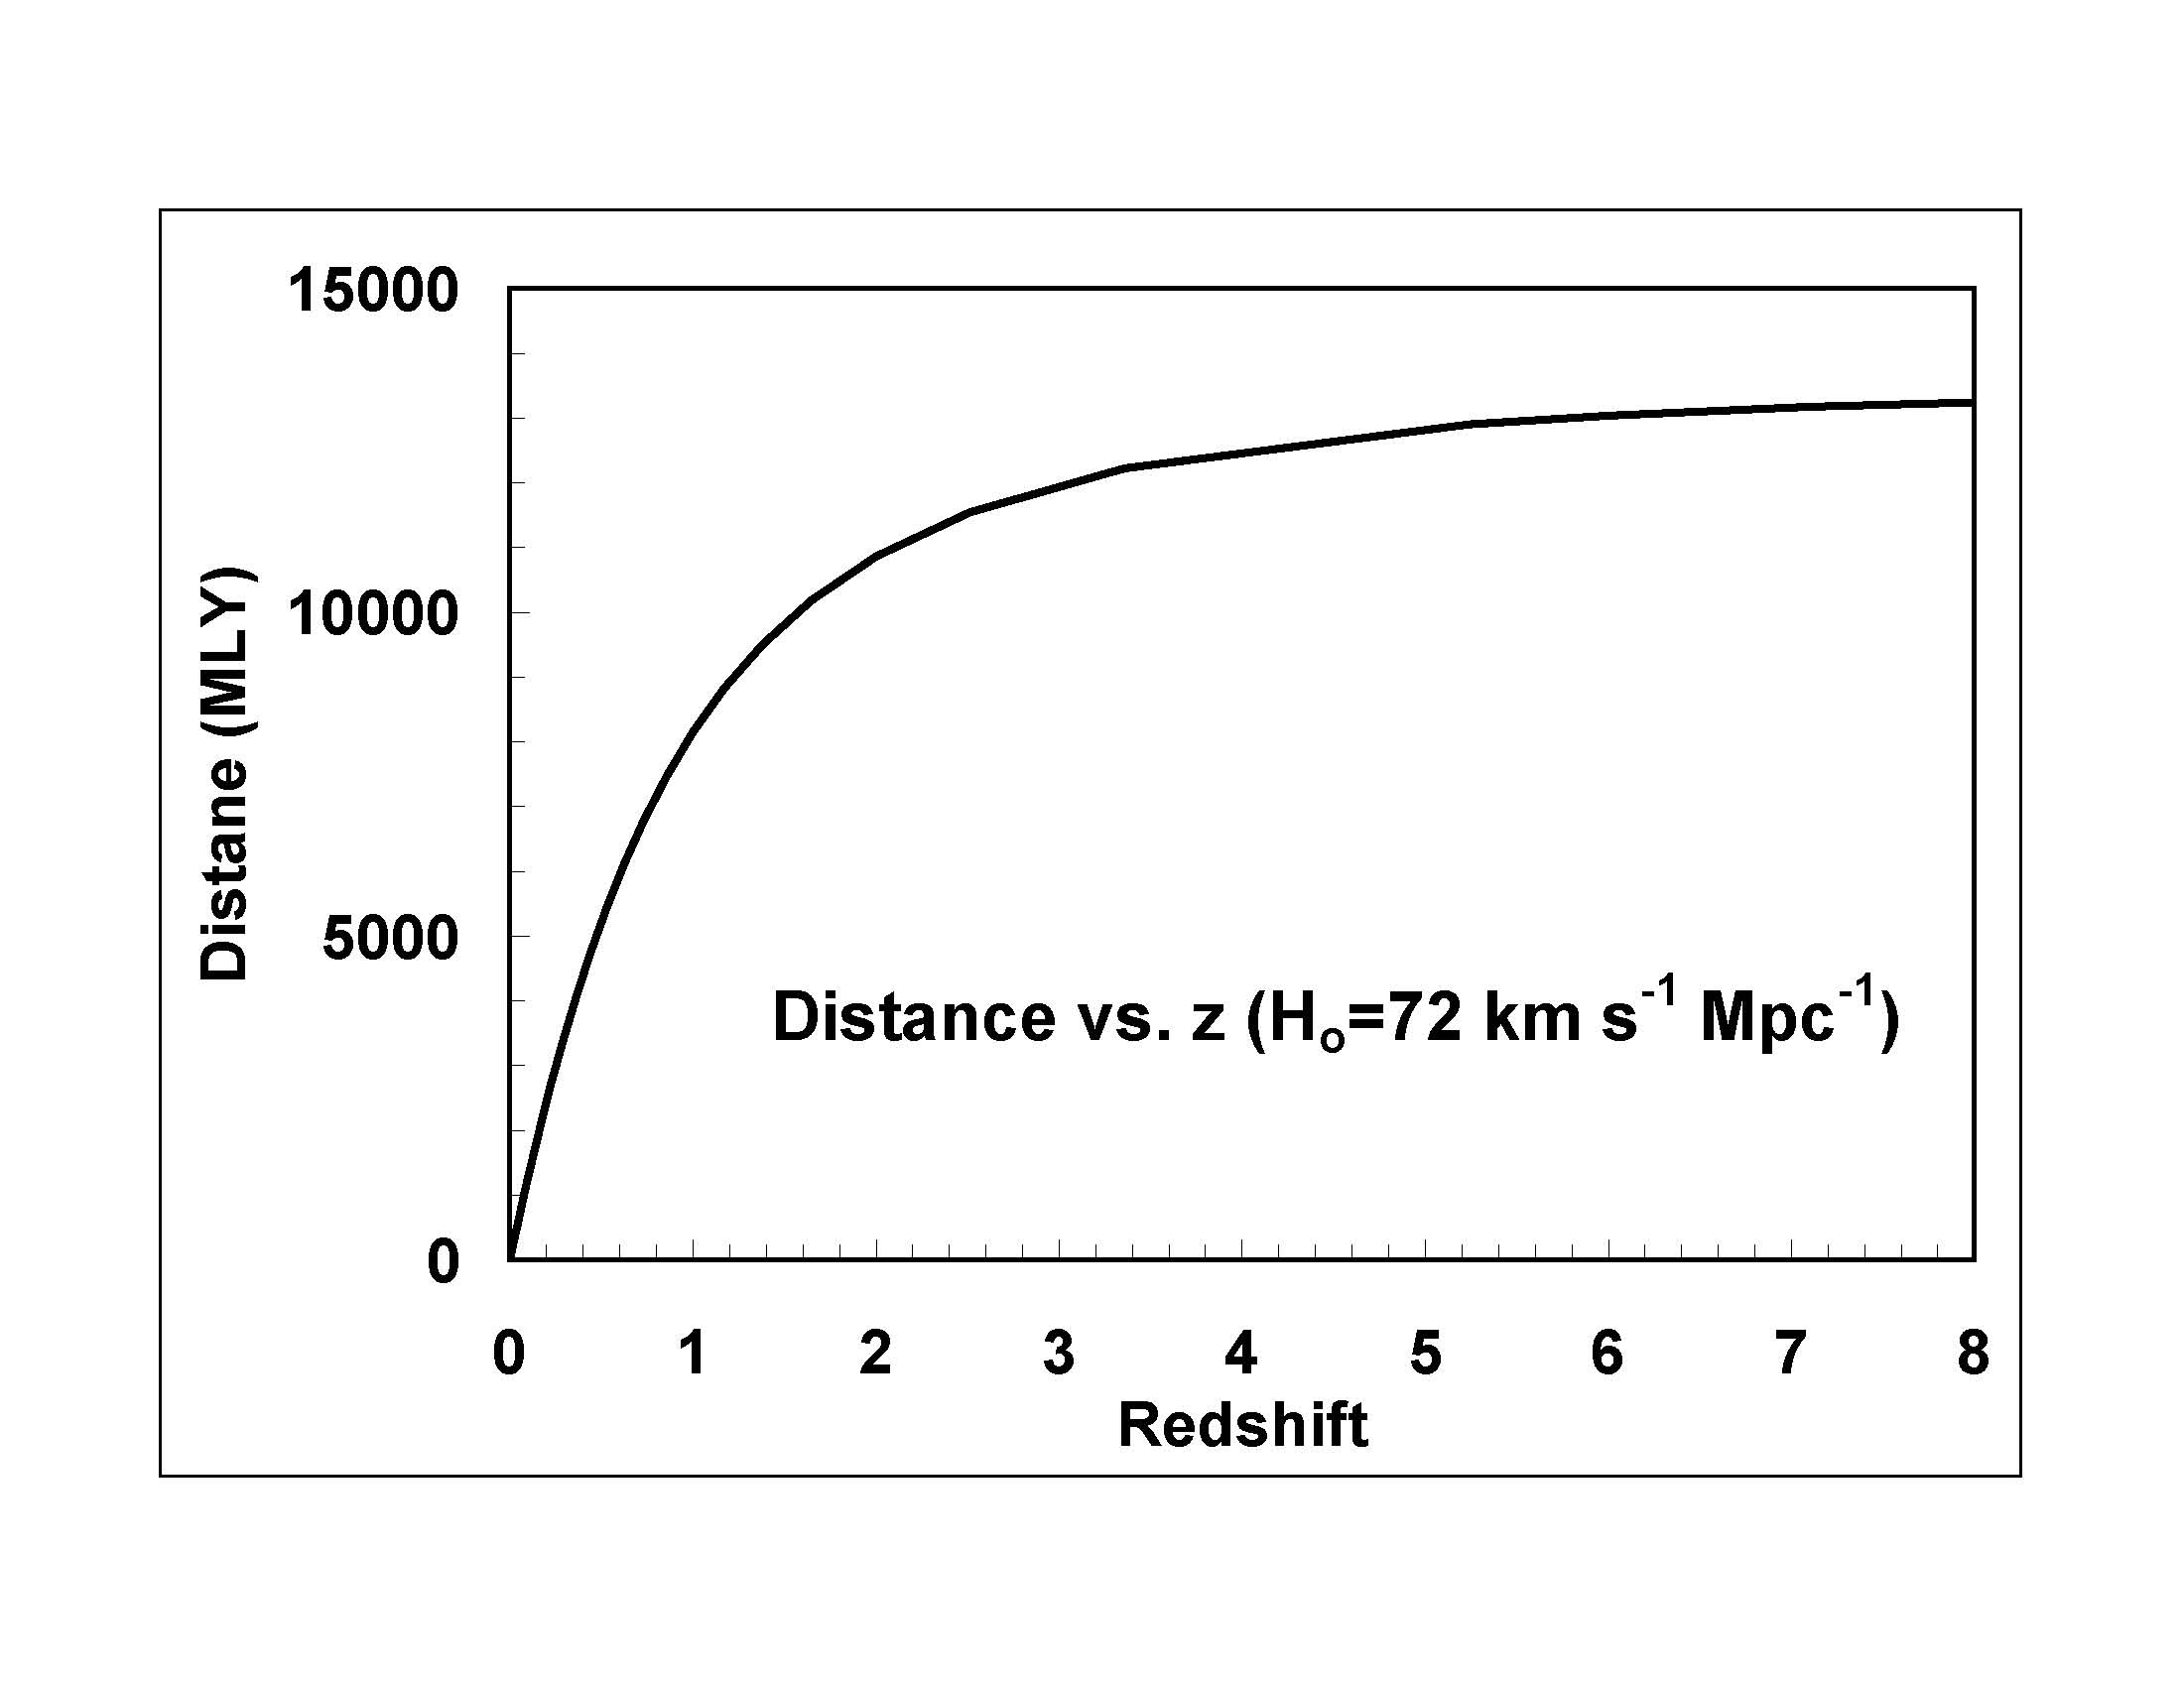 15000
10000
5000
0
Distane (MLY)
Distance vs. z (Ho=72 km s-1 Mpc-1)
0 1 2 3 4 5 6 7 8
Redshift